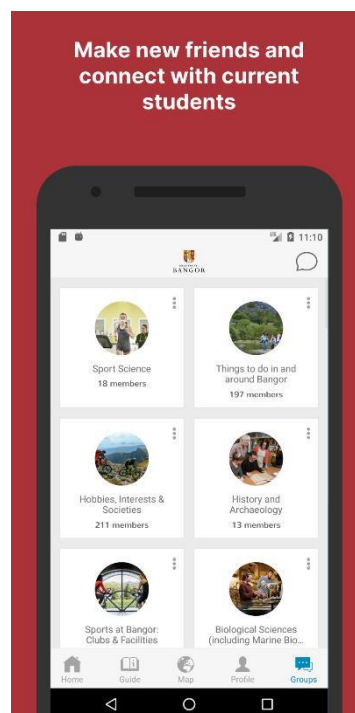 Make new friends and
connect with current
students
11:10
BANGOR
Sport Science
18 members
Things to do in and
around Bangor
197 members
Hobbies, Interests &
Societies
211 members
History and
Archaeology
13 members
Sports at Bangor:
Clubs & Facilities
Biological Sciences
(including Marine Bio...
Home
Guide
Map
Profile
Groups